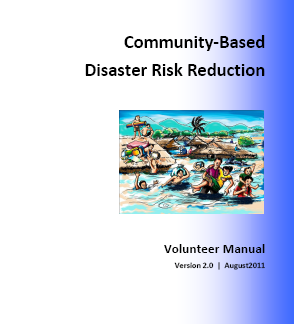 Community-Based
Disaster Risk Reduction
Volunteer Manual
Version 2.0 | August2011